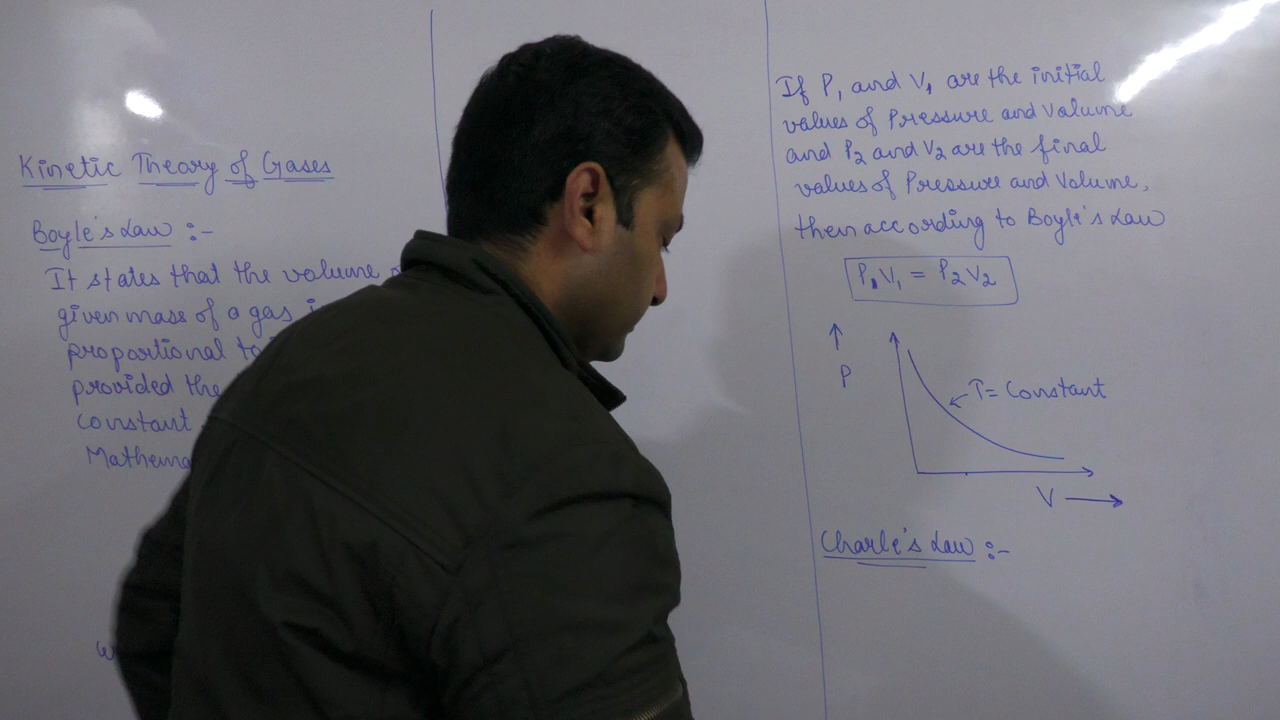 Kinetic Theory of Gases
Boyle's Law :-
It states that the volume
given mass of a gas
proportional to
provided the
constant
If P₁ and V₁ are the initial
values of Pressure and Volume
and P₂ and V₂ are the final
values of Pressure and Volume,
then according to Boyle's Law
P₁V₁ = P₂V₂
↑
P
T = Constant
V →
Charle's Law :-